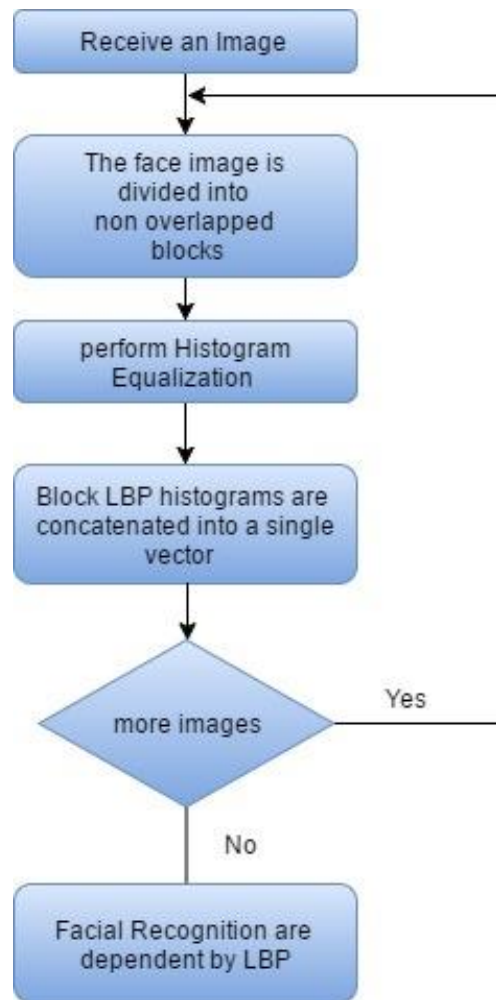 Receive an Image
The face image is
divided into
non overlapped
blocks
perform Histogram
Equalization
Block LBP histograms are
concatenated into a single
vector
more images
Yes
No
Facial Recognition are
dependent by LBP